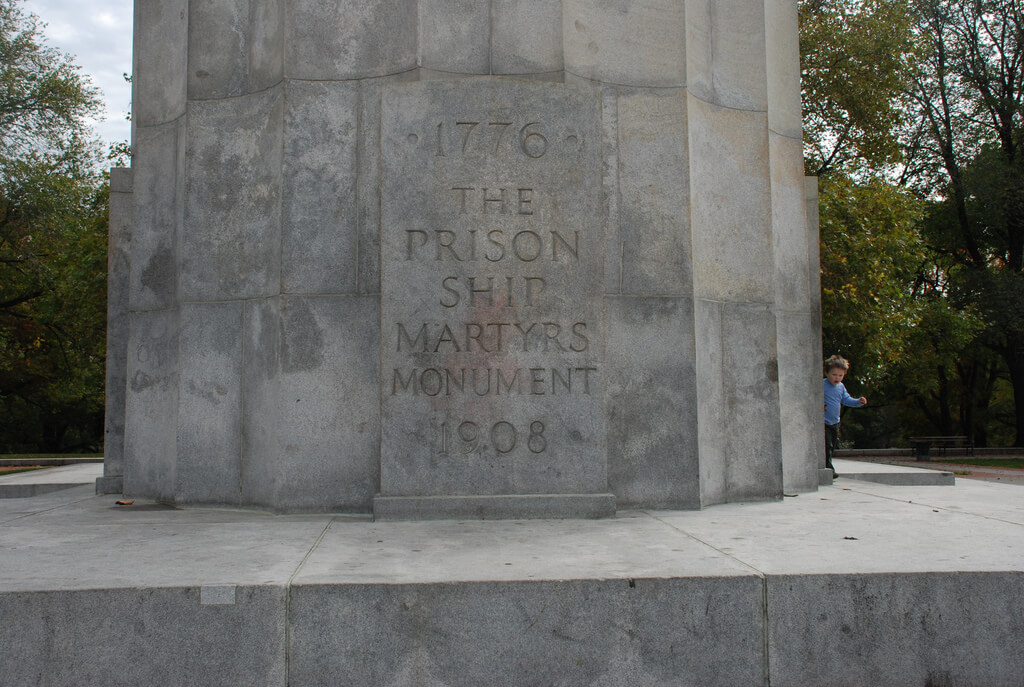 1776
THE
PRISON
SHIP
MARTYRS
MONUMENT
1908